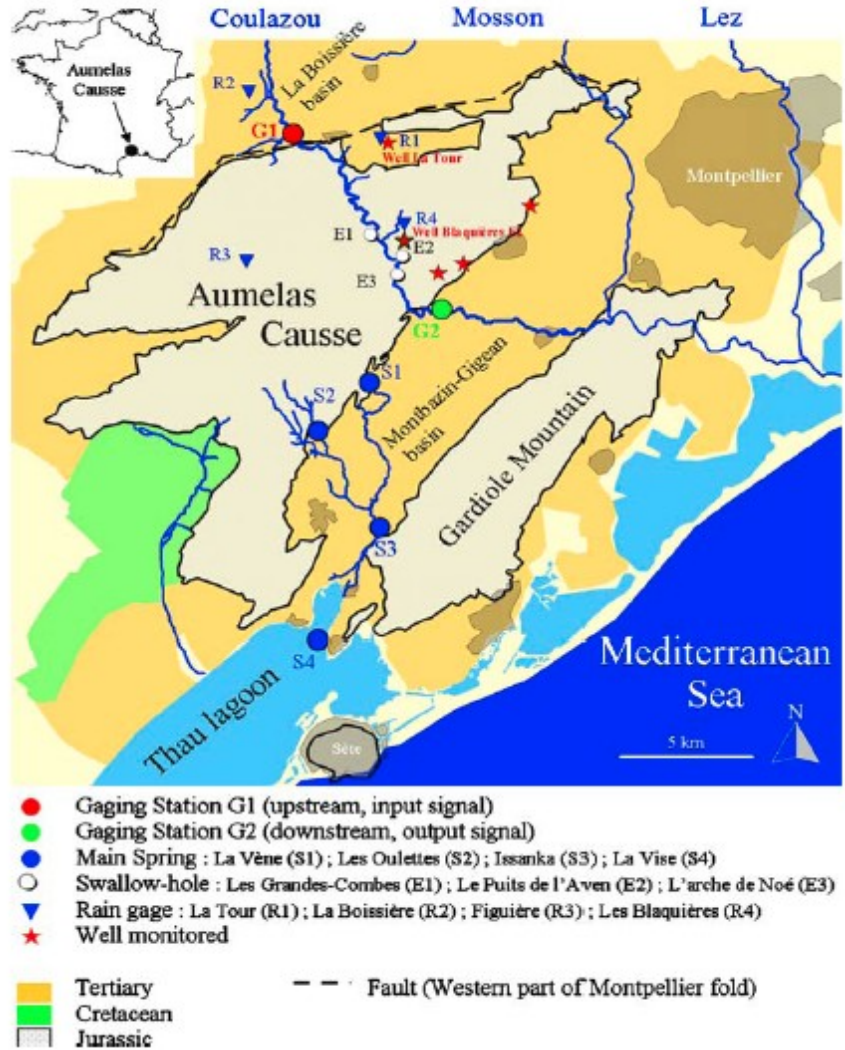 Coulazou Mosson Lez
Aumelas
Causse
R2
La Boissière
basin
G1
R1
Well La Tour
Montpellier
R4
E1
Well Blaquières
E2
R3
E3
Aumelas
Causse
G2
S1
Montbazin-Gigean
basin
S2
Gardiole Mountain
S3
S4
Thau lagoon
Mediterranean
Sea
N
5 km
Sète
Gaging Station G1 (upstream, input signal)
Gaging Station G2 (downstream, output signal)
Main Spring : La Vène (S1) ; Les Oulettes (S2) ; Issanka (S3) ; La Vise (S4)
Swallow-hole : Les Grandes-Combes (E1) ; Le Puits de l'Aven (E2) ; L'arche de Noé (E3)
Rain gage : La Tour (R1) ; La Boissière (R2) ; Figuière (R3) ; Les Blaquières (R4)
Well monitored
Tertiary
Fault (Western part of Montpellier fold)
Cretacean
Jurassic